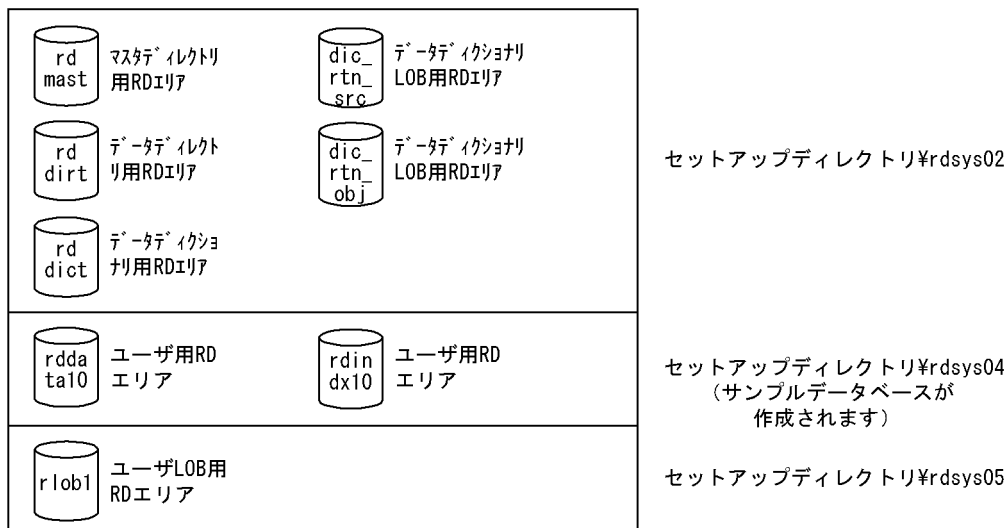 rd
mast
ﾏｽﾀﾃﾞｨﾚｸﾄﾘ
用RDｴﾘｱ
dic_
rtn_
src
ﾃﾞｰﾀﾃﾞｨｸｼｮﾅﾘ
LOB用RDｴﾘｱ
rd
dirt
ﾃﾞｰﾀﾃﾞｨﾚｸﾄ
ﾘ用RDｴﾘｱ
dic_
rtn_
obj
ﾃﾞｰﾀﾃﾞｨｸｼｮﾅﾘ
LOB用RDｴﾘｱ
セットアップディレクトリ¥rdsys02
rd
dict
ﾃﾞｰﾀﾃﾞｨｸｼｮ
ﾅﾘ用RDｴﾘｱ
rdda
ta10
ユーザ用RD
エリア
rdin
dx10
ユーザ用RD
エリア
セットアップディレクトリ¥rdsys04
（サンプルデータベースが
作成されます）
rlob1
ユーザLOB用
RDエリア
セットアップディレクトリ¥rdsys05